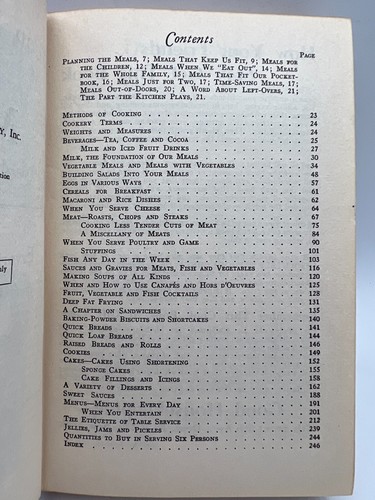 Contents
PAGE
PLANNING THE MEALS, 7; MEALS THAT KEEP US FIT, 9; MEALS FOR
THE CHILDREN, 12; MEALS WHEN WE "EAT OUT", 14; MEALS
FOR THE WHOLE FAMILY, 15; MEALS THAT FIT OUR POCKET-
BOOK, 16; MEALS JUST FOR TWO, 17; TIME-SAVING MEALS, 17;
MEALS OUT-OF-DOORS, 20; A WORD ABOUT LEFT-OVERS, 21;
THE PART THE KITCHEN PLAYS, 21.
METHODS OF COOKING 23
COOKERY TERMS 24
WEIGHTS AND MEASURES 24
BEVERAGES—TEA, COFFEE AND COCOA 25
MILK AND ICED FRUIT DRINKS 27
MILK, THE FOUNDATION OF OUR MEALS 30
VEGETABLE MEALS AND MEALS WITH VEGETABLES 34
BUILDING SALADS INTO YOUR MEALS 48
EGGS IN VARIOUS WAYS 57
CEREALS FOR BREAKFAST 61
MACARONI AND RICE DISHES 62
WHEN YOU SERVE CHEESE 64
MEAT—ROASTS, CHOPS AND STEAKS 67
COOKING LESS TENDER CUTS OF MEAT 75
A MISCELLANY OF MEATS 84
WHEN YOU SERVE POULTRY AND GAME 90
STUFFINGS 101
FISH ANY DAY IN THE WEEK 103
SAUCES AND GRAVIES FOR MEATS, FISH AND VEGETABLES 116
MAKING SOUPS OF ALL KINDS 120
WHEN AND HOW TO USE CANAPÉS AND HORS D'OEUVRES 125
FRUIT, VEGETABLE AND FISH COCKTAILS 128
DEEP FAT FRYING 131
A CHAPTER ON SANDWICHES 135
BAKING-POWDER BISCUITS AND SHORTCAKES 140
QUICK BREADS 141
QUICK LOAF BREADS 144
RAISED BREADS AND ROLLS 146
COOKIES 149
CAKES—CAKES USING SHORTENING 152
SPONGE CAKES 155
CAKE FILLINGS AND ICINGS 158
A VARIETY OF DESSERTS 162
SWEET SAUCES 188
MENUS—MENUS FOR EVERY DAY 191
WHEN YOU ENTERTAIN 201
THE ETIQUETTE OF TABLE SERVICE 212
JELLIES, JAMS AND PICKLES 239
QUANTITIES TO BUY IN SERVING SIX PERSONS 244
INDEX 246
Y, Inc.